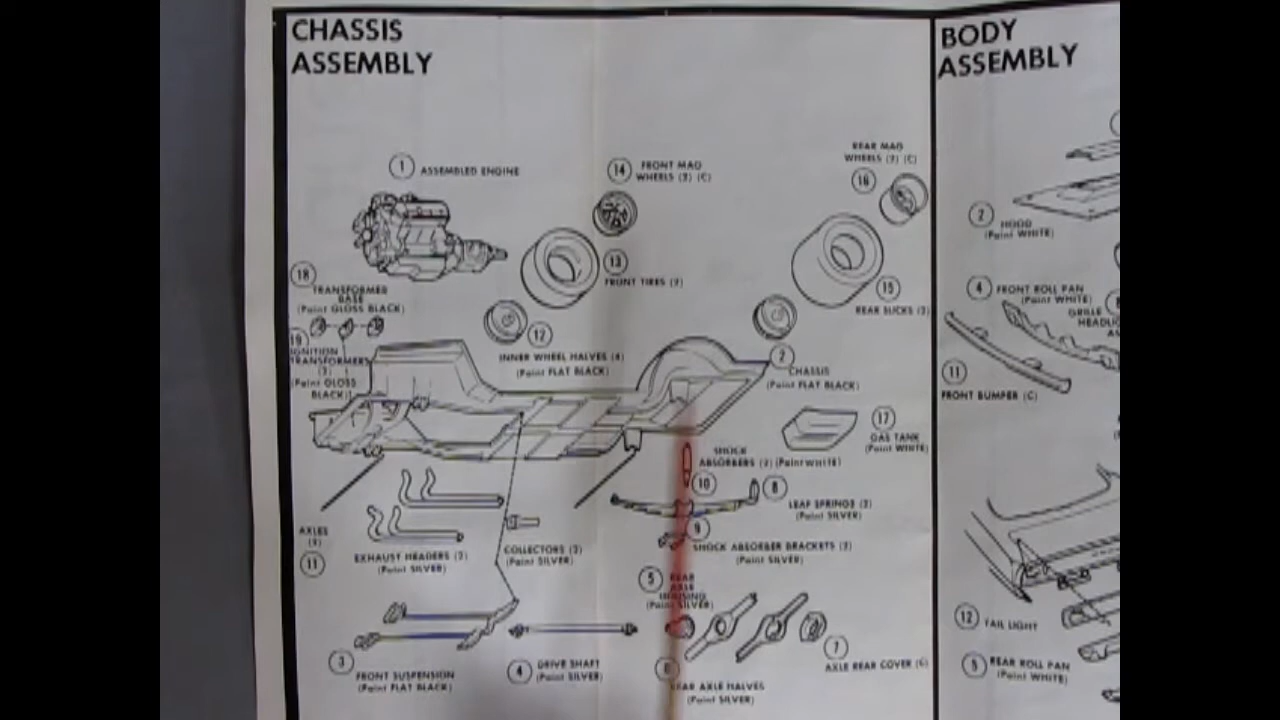 CHASSIS
ASSEMBLY
1 ASSEMBLED ENGINE
14 FRONT MAG
WHEELS (2) (C)
REAR MAG
WHEELS (2) (C)
16
18
TRANSFORMER
BASE
(Paint GLOSS BLACK)
13
FRONT TIRES (2)
15
REAR SLICKS (2)
19
IGNITION
TRANSFORMERS
(Paint GLOSS
BLACK)
12
INNER WHEEL HALVES (4)
(Paint FLAT BLACK)
2
CHASSIS
(Paint FLAT BLACK)
17
GAS TANK
(Paint WHITE)
SHOCK
ABSORBERS (2) (Paint WHITE)
10
8
LEAF SPRINGS (2)
(Paint SILVER)
9
SHOCK ABSORBER BRACKETS (2)
(Paint SILVER)
AXLES
11
EXHAUST HEADERS (2)
(Paint SILVER)
COLLECTORS (2)
(Paint SILVER)
5 REAR
AXLE
HOUSING
(Paint SILVER)
3
FRONT SUSPENSION
(Paint FLAT BLACK)
4 DRIVE SHAFT
(Paint SILVER)
6
REAR AXLE HALVES
(Paint SILVER)
7
AXLE REAR COVER (C)
BODY
ASSEMBLY
2
HOOD
(Paint WHITE)
4 FRONT ROLL PAN
(Paint WHITE)
GRILLE
11
FRONT BUMPER (C)
12 TAIL LIGHT
5 REAR ROLL PAN
(Paint WHITE)